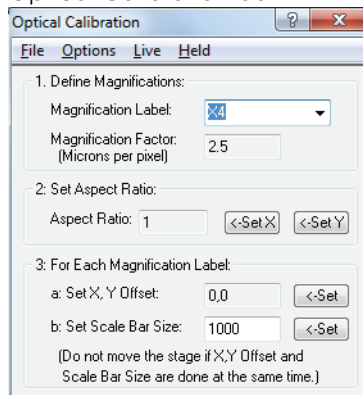 Optical Calibration ? X
File Options Live Held
1. Define Magnifications:
Magnification Label: X4
Magnification Factor: 2.5
(Microns per pixel)
2: Set Aspect Ratio:
Aspect Ratio: 1 <-Set X <-Set Y
3: For Each Magnification Label:
a: Set X, Y Offset: 0,0 <-Set
b: Set Scale Bar Size: 1000 <-Set
(Do not move the stage if X,Y Offset and
Scale Bar Size are done at the same time.)